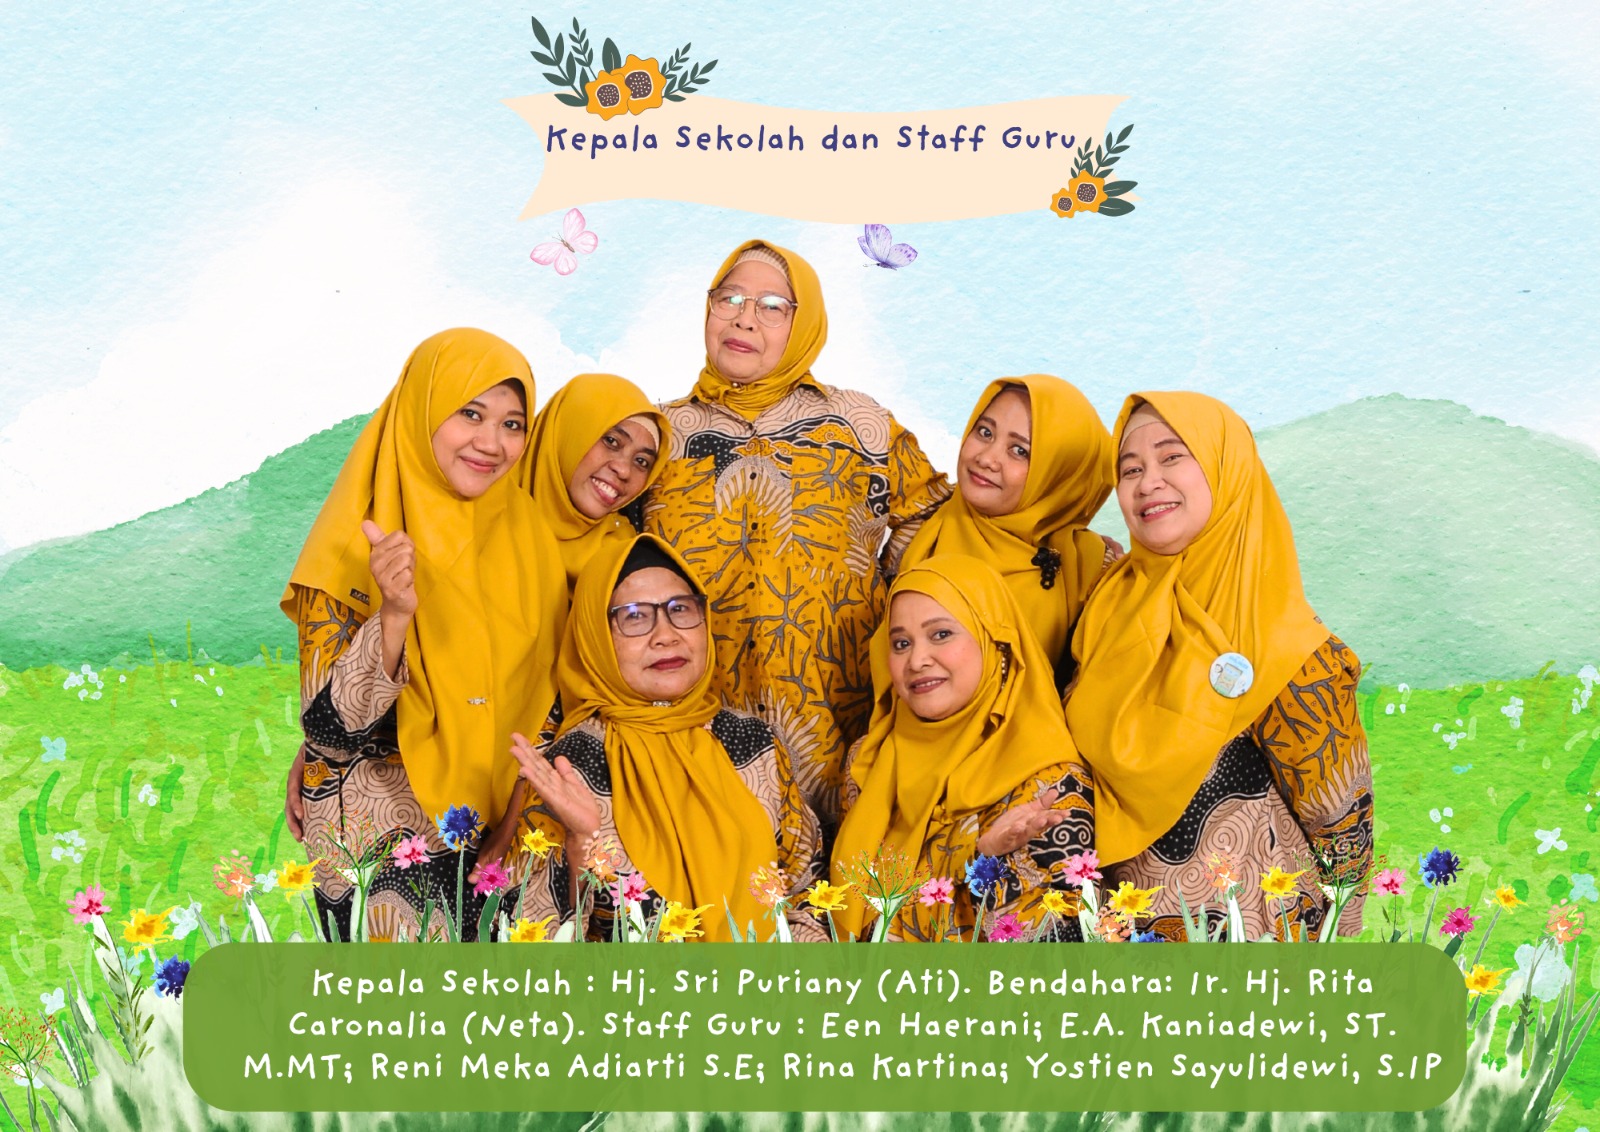 Kepala Sekolah dan Staff Guru
Kepala Sekolah : Hj. Sri Puriany (Ati). Bendahara: Ir. Hj. Rita
Caronalia (Neta). Staff Guru : Een Haerani; E.A. Kaniadewi, ST.
M.MT; Reni Meka Adiarti S.E; Rina Kartina; Yostien Sayulidewi, S.IP